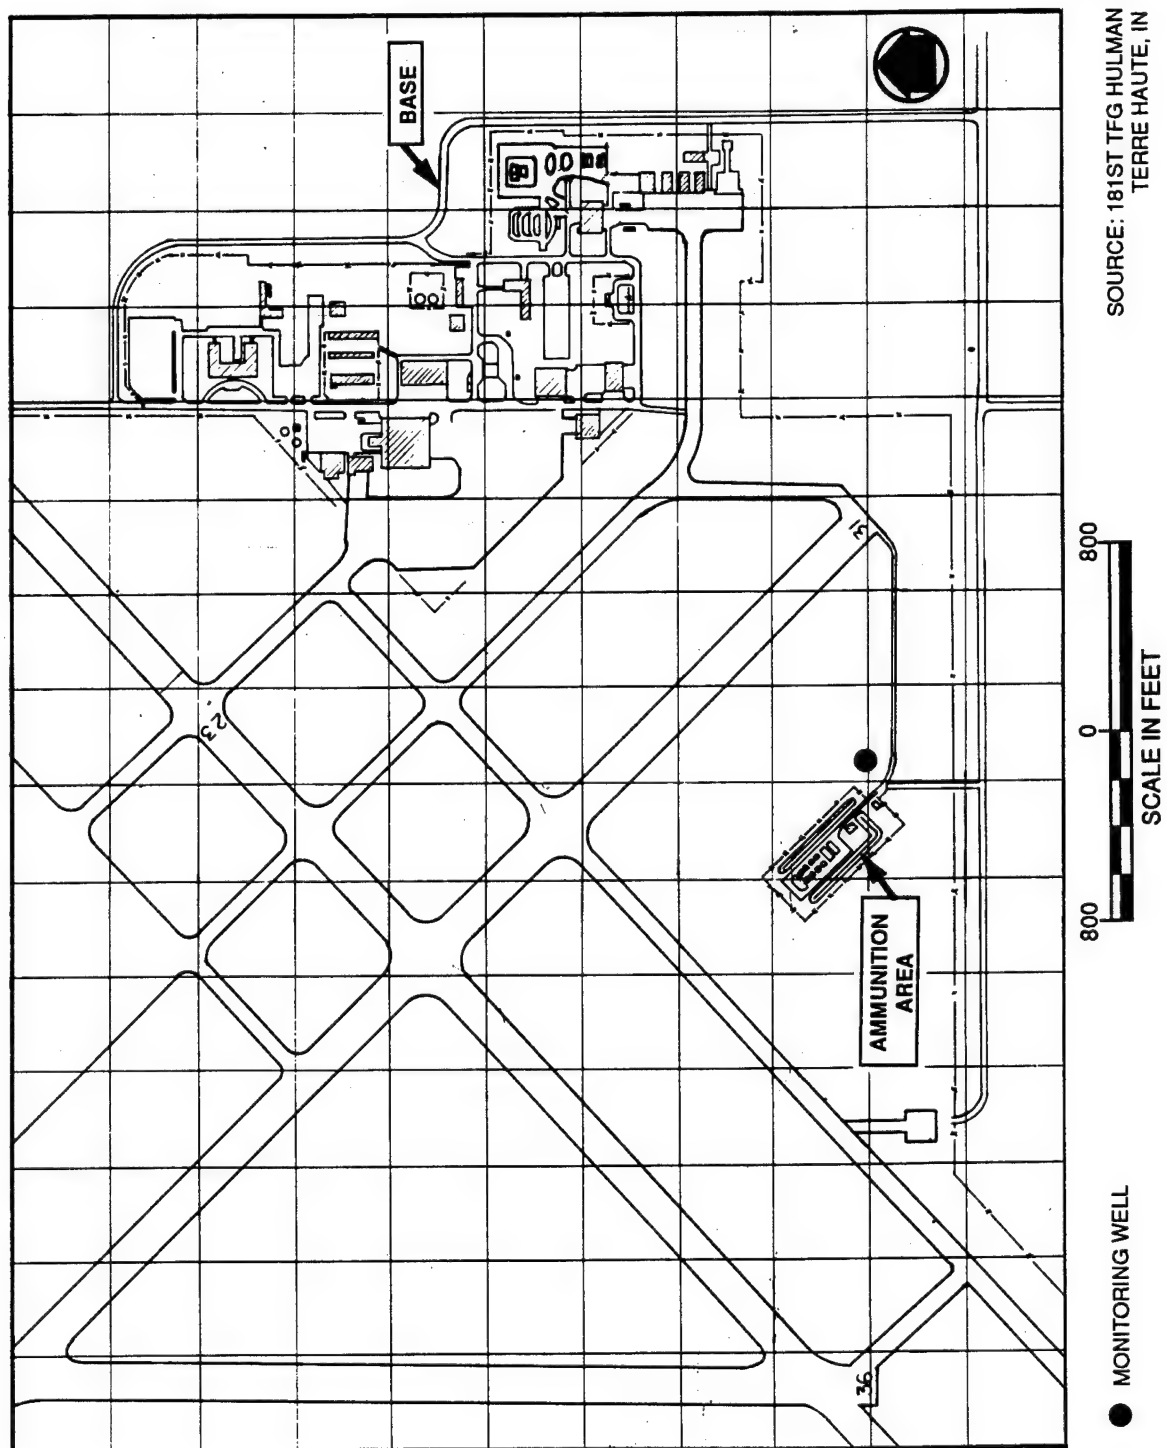 BASE
23
31
AMMUNITION
AREA
36
SOURCE: 181ST TFG HULMAN
TERRE HAUTE, IN
800
0
800
SCALE IN FEET
MONITORING WELL